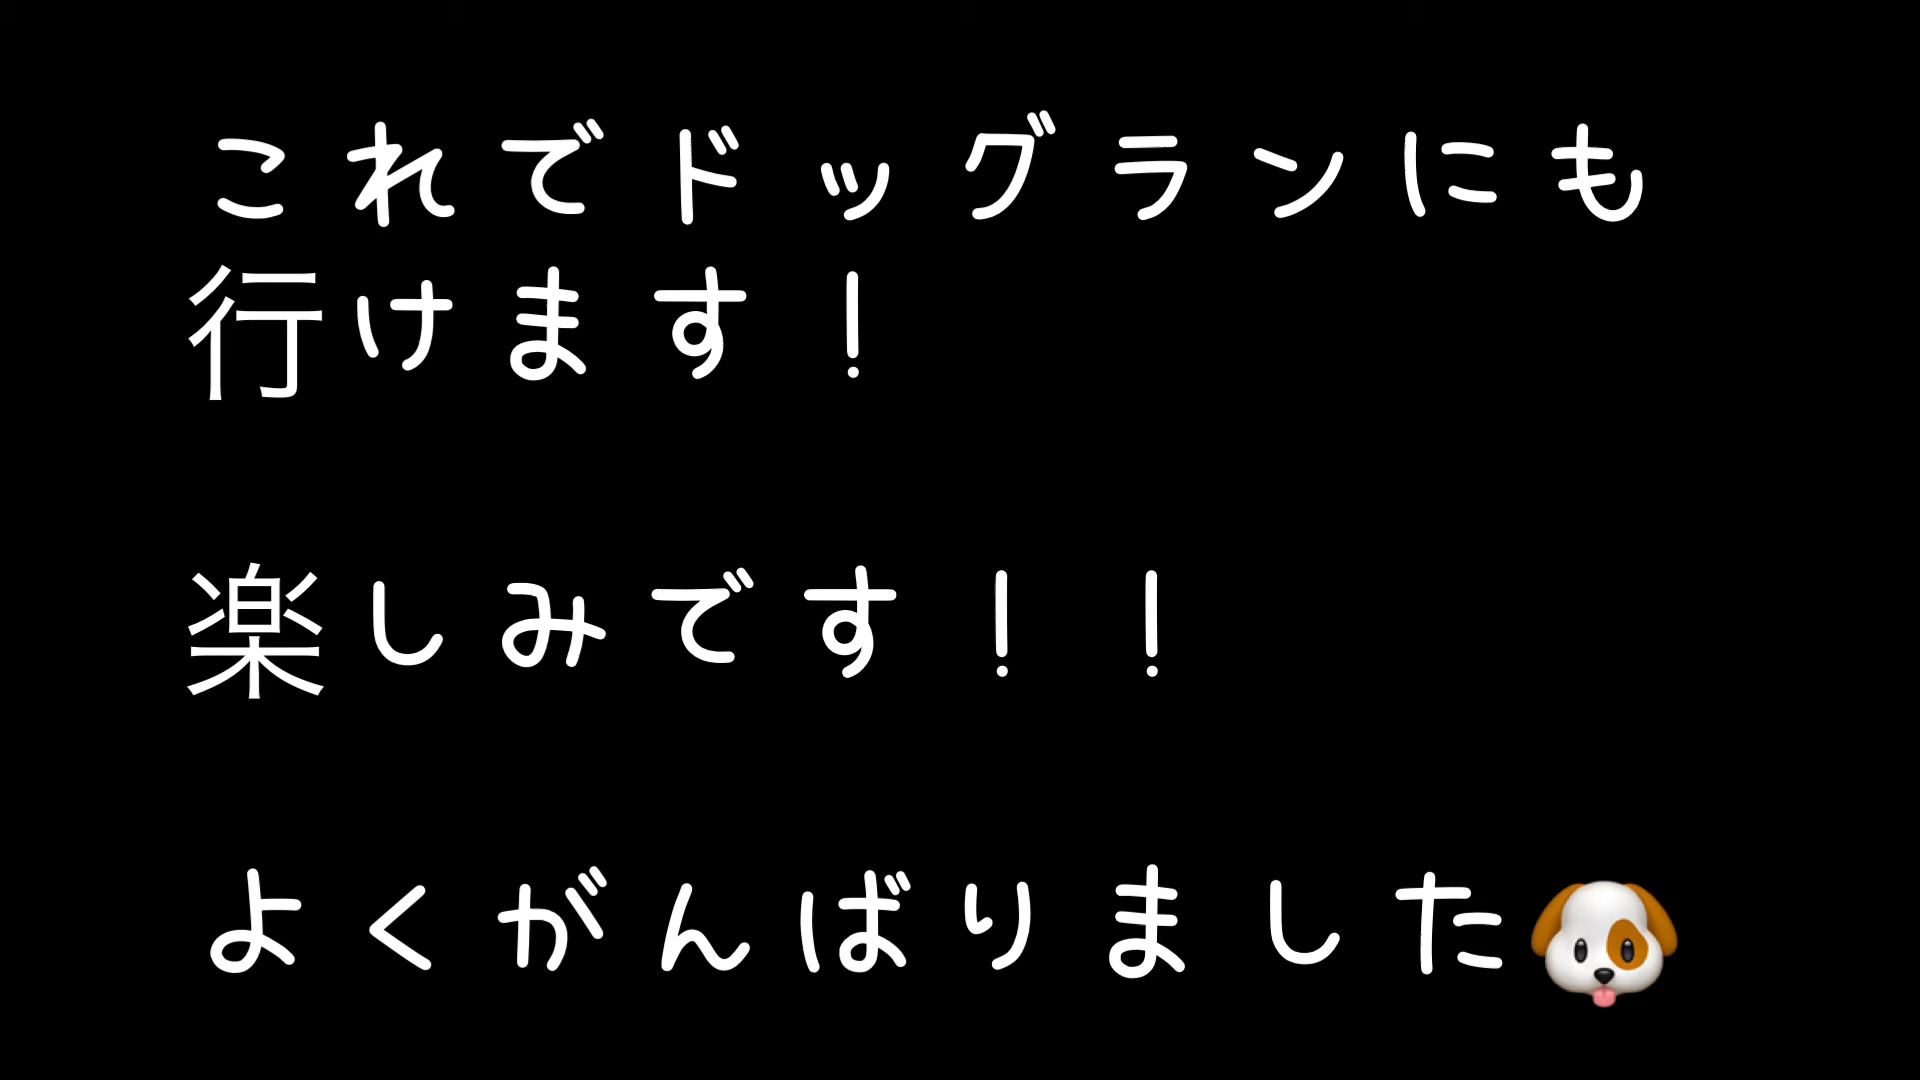 これでドッグランにも
行けます！
楽しみです！！
よくがんばりました🐶